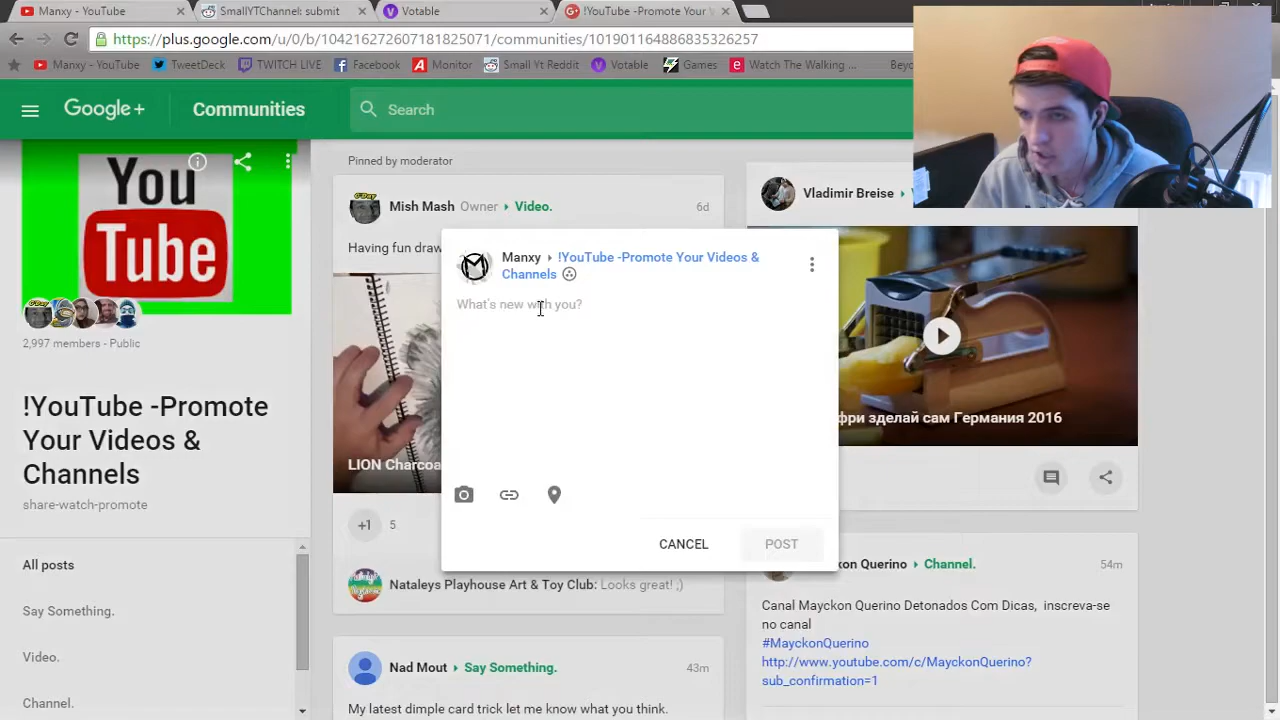 Manxy - YouTube
SmallYTChannel: submit
Votable
!YouTube -Promote Your
https://plus.google.com/u/0/b/104216272607181825071/communities/101901164886835326257
Manxy - YouTube
TweetDeck
TWITCH LIVE
Facebook
Monitor
Small Yt Reddit
Votable
Games
Watch The Walking ...
Google+
Communities
Search
You
Tube
2,997 members - Public
!YouTube -Promote
Your Videos &
Channels
share-watch-promote
All posts
Say Something.
Video.
Channel.
Pinned by moderator
Mish Mash Owner Video.
6d
Having fun draw
LION Charcoa
+1 5
Nataleys Playhouse Art & Toy Club: Looks great! ;)
Nad Mout Say Something.
43m
My latest dimple card trick let me know what you think.
Manxy !YouTube -Promote Your Videos &
Channels
What's new with you?
CANCEL
POST
Vladimir Breise
фри зделай сам Германия 2016
kon Querino Channel.
54m
Canal Mayckon Querino Detonados Com Dicas, inscreva-se
no canal
#MayckonQuerino
http://www.youtube.com/c/MayckonQuerino?
sub_confirmation=1